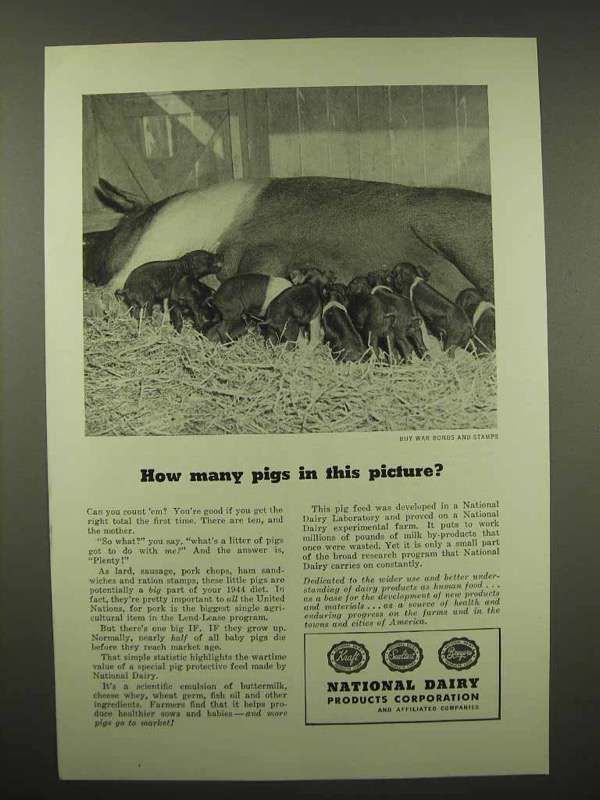 BUY WAR BONDS AND STAMPS
How many pigs in this picture?
Can you count 'em? You're good if you get the
right total the first time. There are ten, and
the mother.
"So what?" you say, "what's a litter of pigs
got to do with me?" And the answer is,
"Plenty!"
As lard, sausage, pork chops, ham sand-
wiches and ration stamps, these little pigs are
potentially a big part of your 1944 diet. In
fact, they're pretty important to all the United
Nations, for pork is the biggest single agri-
cultural item in the Lend-Lease program.
But there's one big IF. IF they grow up.
Normally, nearly half of all baby pigs die
before they reach market age.
That simple statistic highlights the wartime
value of a special pig protective feed made by
National Dairy.
It's a scientific emulsion of buttermilk,
cheese whey, wheat germ, fish oil and other
ingredients. Farmers find that it helps pro-
duce healthier sows and babies—and more
pigs go to market!
This pig feed was developed in a National
Dairy Laboratory and proved on a National
Dairy experimental farm. It puts to work
millions of pounds of milk by-products that
once were wasted. Yet it is only a small part
of the broad research program that National
Dairy carries on constantly.
Dedicated to the wider use and better under-
standing of dairy products as human food . . .
as a base for the development of new products
and materials . . . as a source of health and
enduring progress on the farms and in the
towns and cities of America.
Kraft Sealtest Breyers
NATIONAL DAIRY
PRODUCTS CORPORATION
AND AFFILIATED COMPANIES